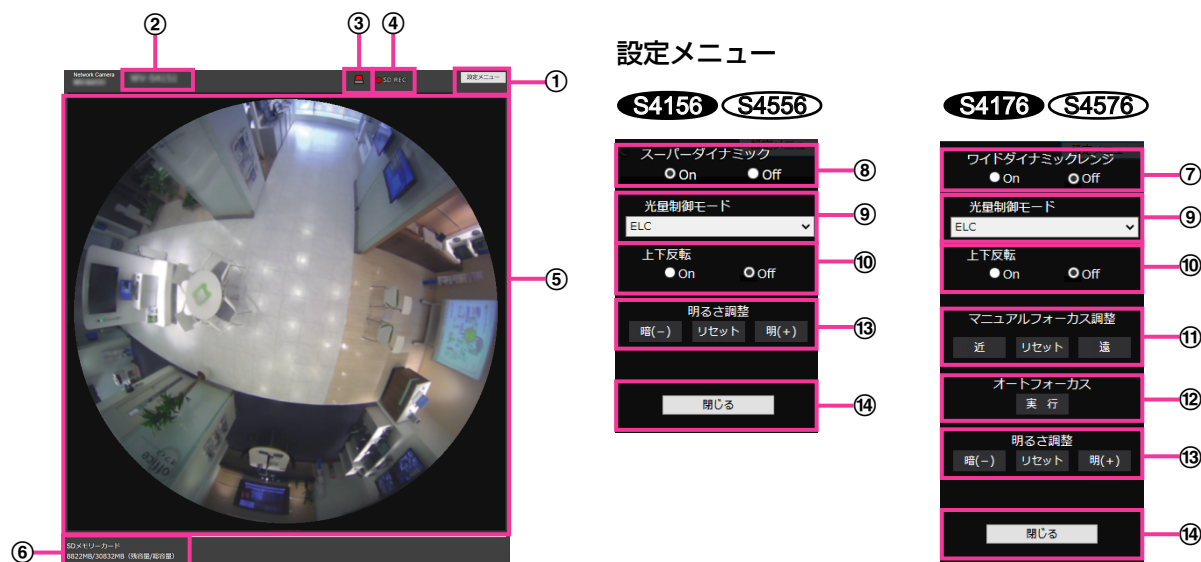 ② ③ ④
Network Camera
SD REC
設定メニュー
①
⑤
office
⑥
SDメモリーカード
8822MB/30832MB（残容量/総容量）
設定メニュー
S4156 S4556
スーパーダイナミック
On Off
⑧
光量制御モード
ELC
⑨
上下反転
On Off
⑩
明るさ調整
暗(−) リセット 明(+)
⑬
閉じる
⑭
S4176 S4576
ワイドダイナミックレンジ
On Off
⑦
光量制御モード
ELC
⑨
上下反転
On Off
⑩
マニュアルフォーカス調整
近 リセット 遠
⑪
オートフォーカス
実 行
⑫
明るさ調整
暗(−) リセット 明(+)
⑬
閉じる
⑭